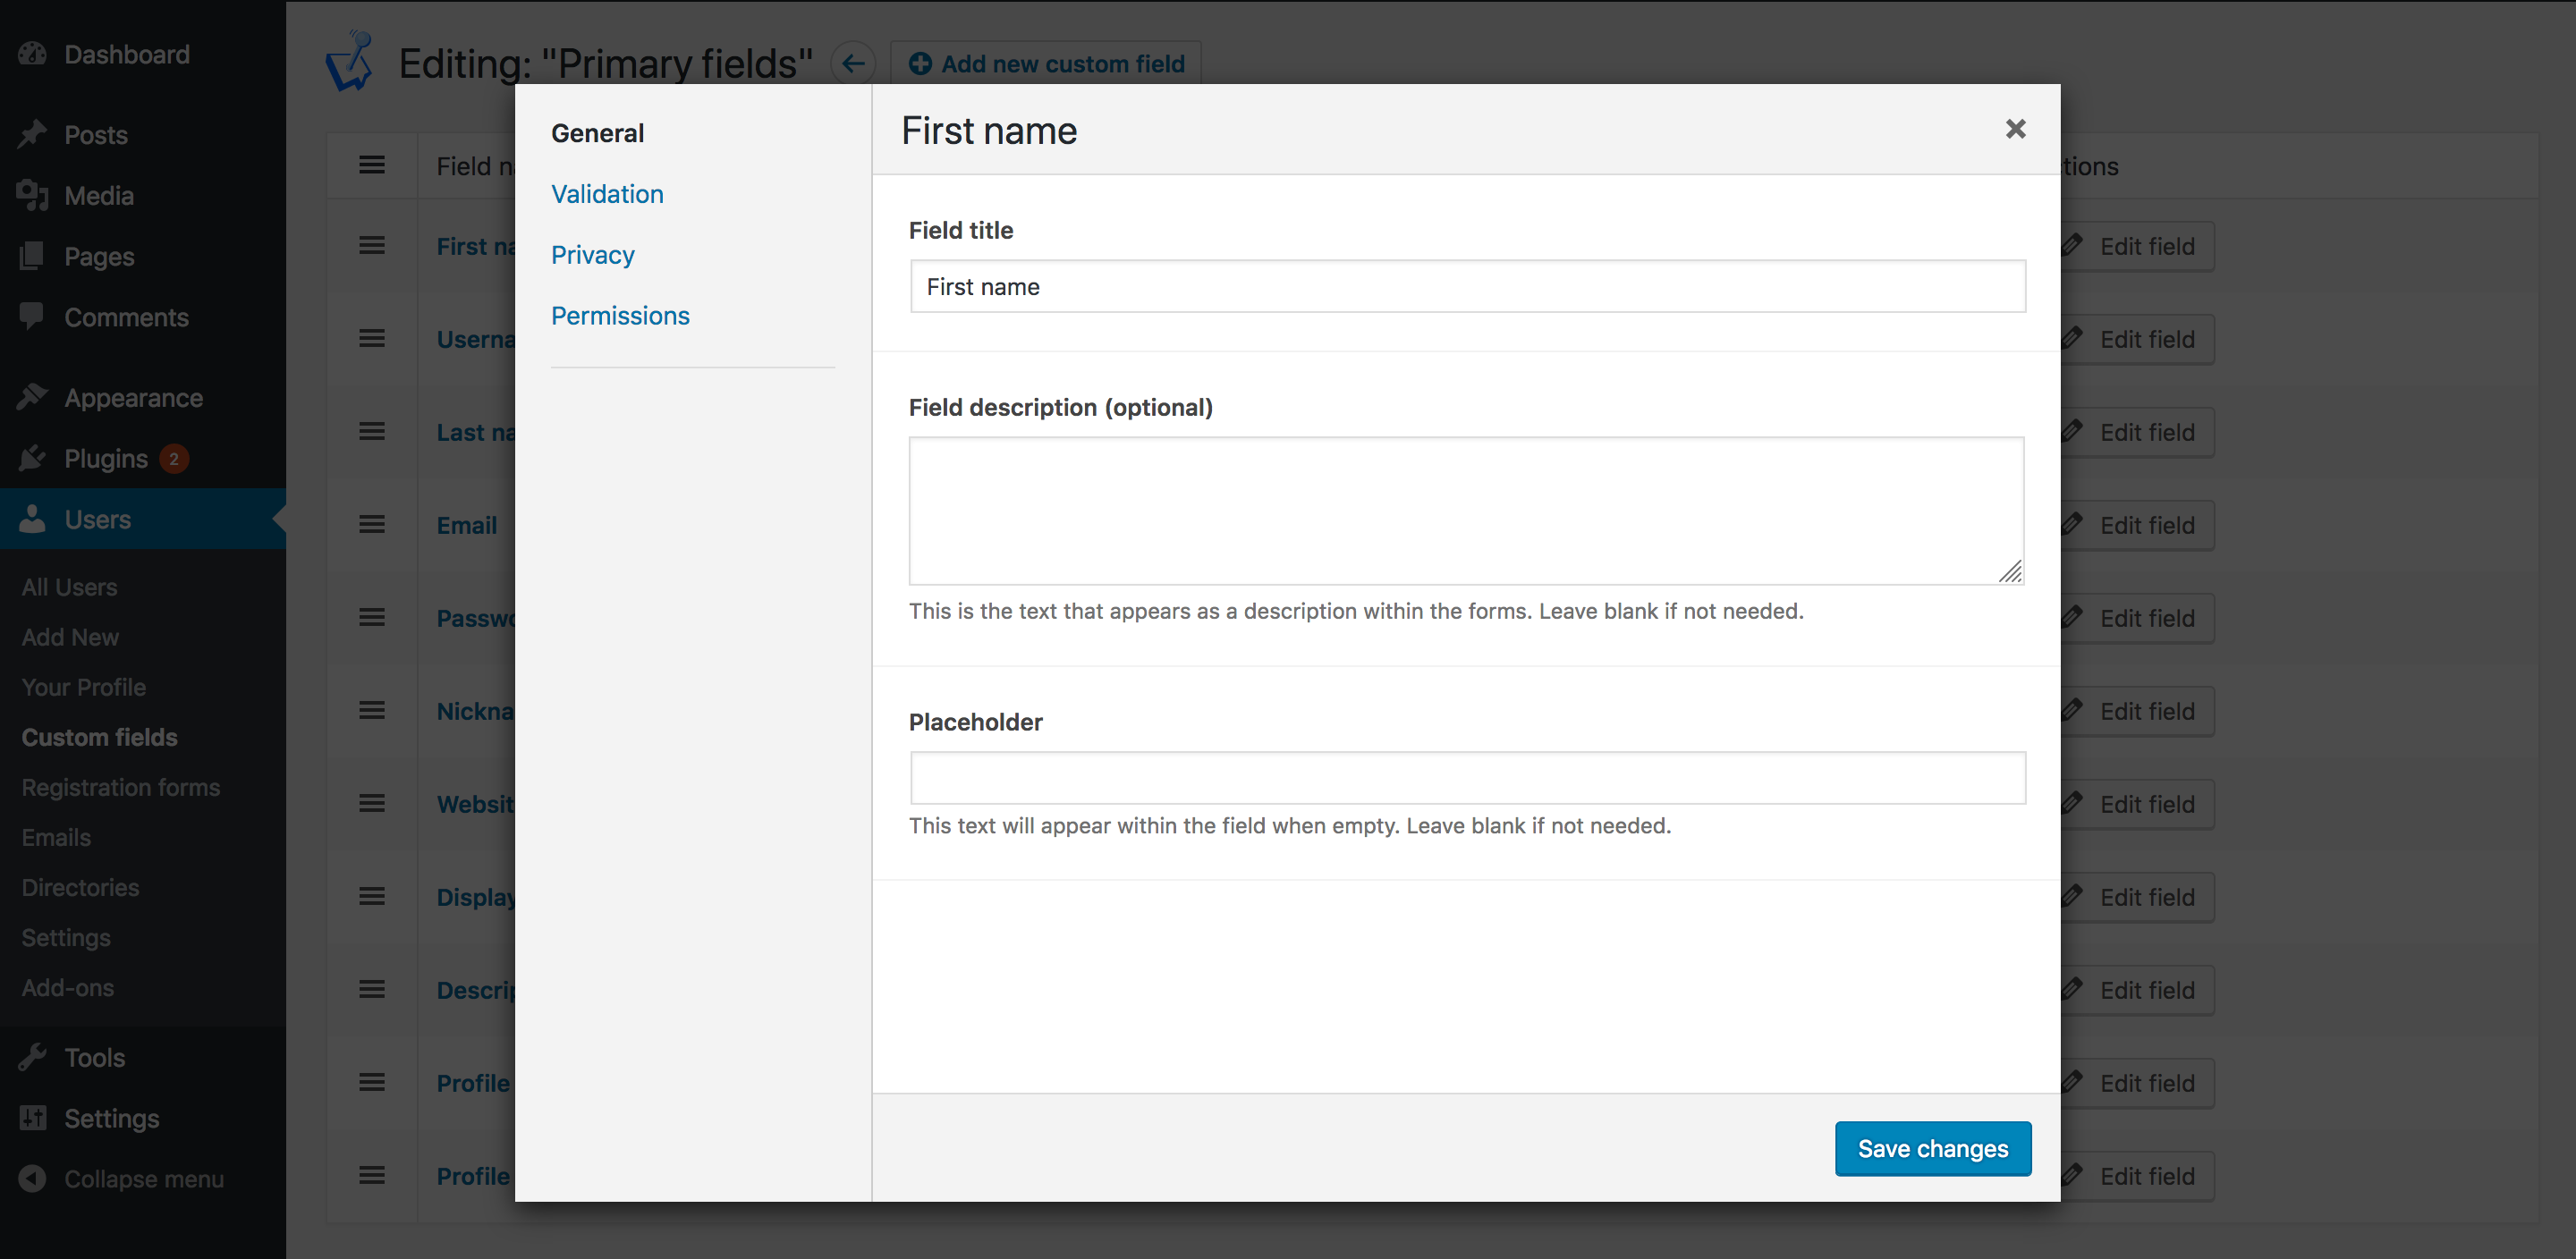 Dashboard
Posts
Media
Pages
Comments
Appearance
Plugins 2
Users
All Users
Add New
Your Profile
Custom fields
Registration forms
Emails
Directories
Settings
Add-ons
Tools
Settings
Collapse menu
Editing: "Primary fields"
Add new custom field
Field n
tions
First na
Edit field
Userna
Edit field
Last na
Edit field
Email
Edit field
Passwo
Edit field
Nickna
Edit field
Websit
Edit field
Display
Edit field
Descrip
Edit field
Profile
Edit field
Profile
Edit field
General
Validation
Privacy
Permissions
First name
Field title
First name
Field description (optional)
This is the text that appears as a description within the forms. Leave blank if not needed.
Placeholder
This text will appear within the field when empty. Leave blank if not needed.
Save changes